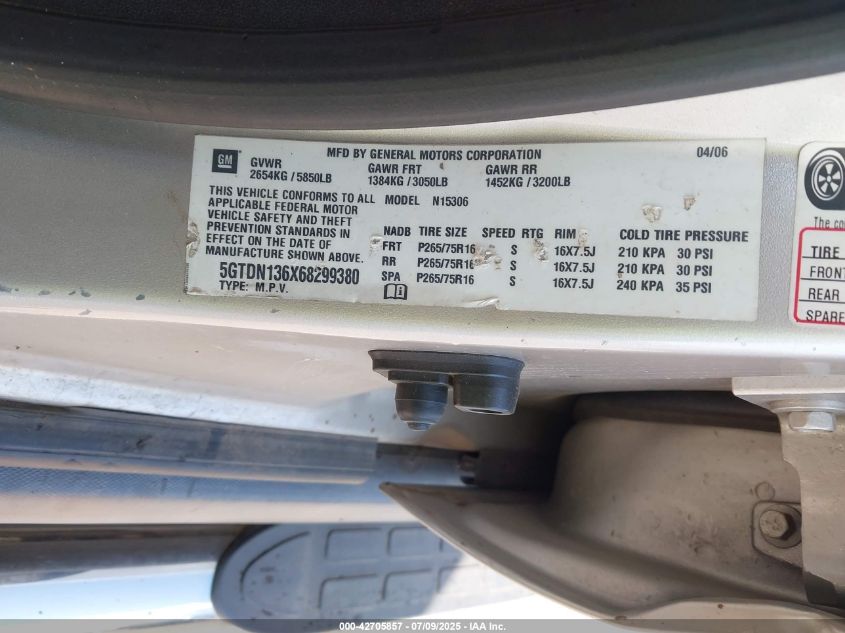 GM
MFD BY GENERAL MOTORS CORPORATION 04/06
GVWR GAWR FRT GAWR RR
2654KG / 5850LB 1384KG / 3050LB 1452KG / 3200LB
THIS VEHICLE CONFORMS TO ALL
APPLICABLE FEDERAL MOTOR
VEHICLE SAFETY AND THEFT
PREVENTION STANDARDS IN
EFFECT ON THE DATE OF
MANUFACTURE SHOWN ABOVE.
5GTDN136X68299380
TYPE: M.P.V.
MODEL N15306
NADB TIRE SIZE SPEED RTG RIM COLD TIRE PRESSURE
FRT P265/75R16 S 16X7.5J 210 KPA 30 PSI
RR P265/75R16 S 16X7.5J 210 KPA 30 PSI
SPA P265/75R16 S 16X7.5J 240 KPA 35 PSI
The
TIRE
FRONT
REAR
SPARE
000-42705857 | 07/09/2025 | IAA Inc.